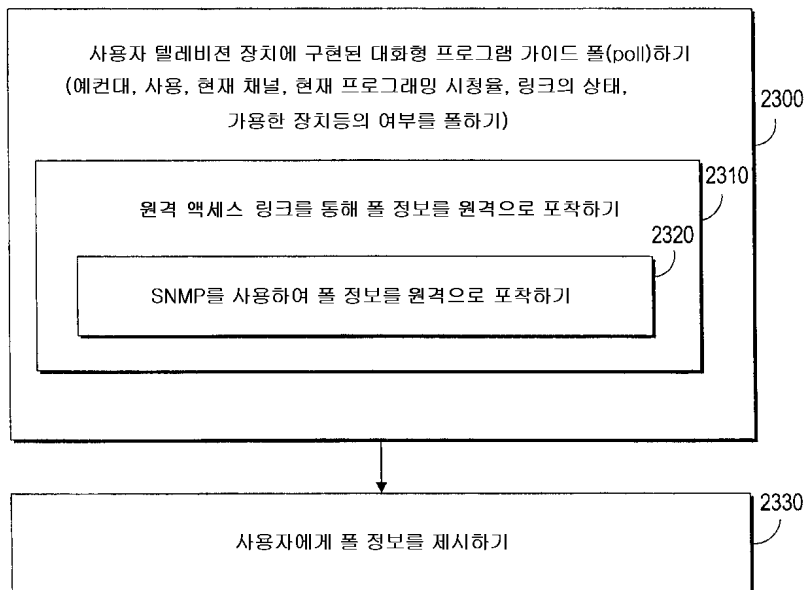 사용자 텔레비젼 장치에 구현된 대화형 프로그램 가이드 폴(poll)하기
(예컨대, 사용, 현재 채널, 현재 프로그래밍 시청율, 링크의 상태,
가용한 장치등의 여부를 폴하기)
2300
2310
원격 액세스 링크를 통해 폴 정보를 원격으로 포착하기
2320
SNMP를 사용하여 폴 정보를 원격으로 포착하기
2330
사용자에게 폴 정보를 제시하기